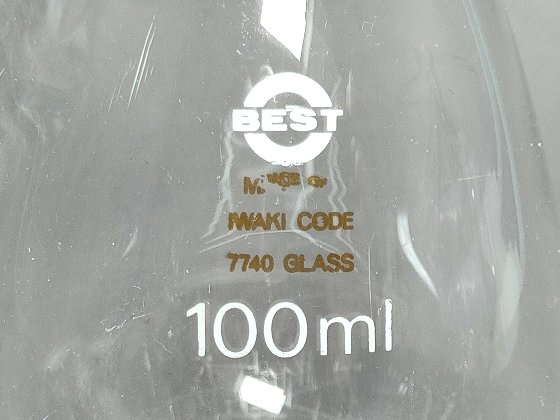 BEST
IWAKI CODE
7740 GLASS
100ml